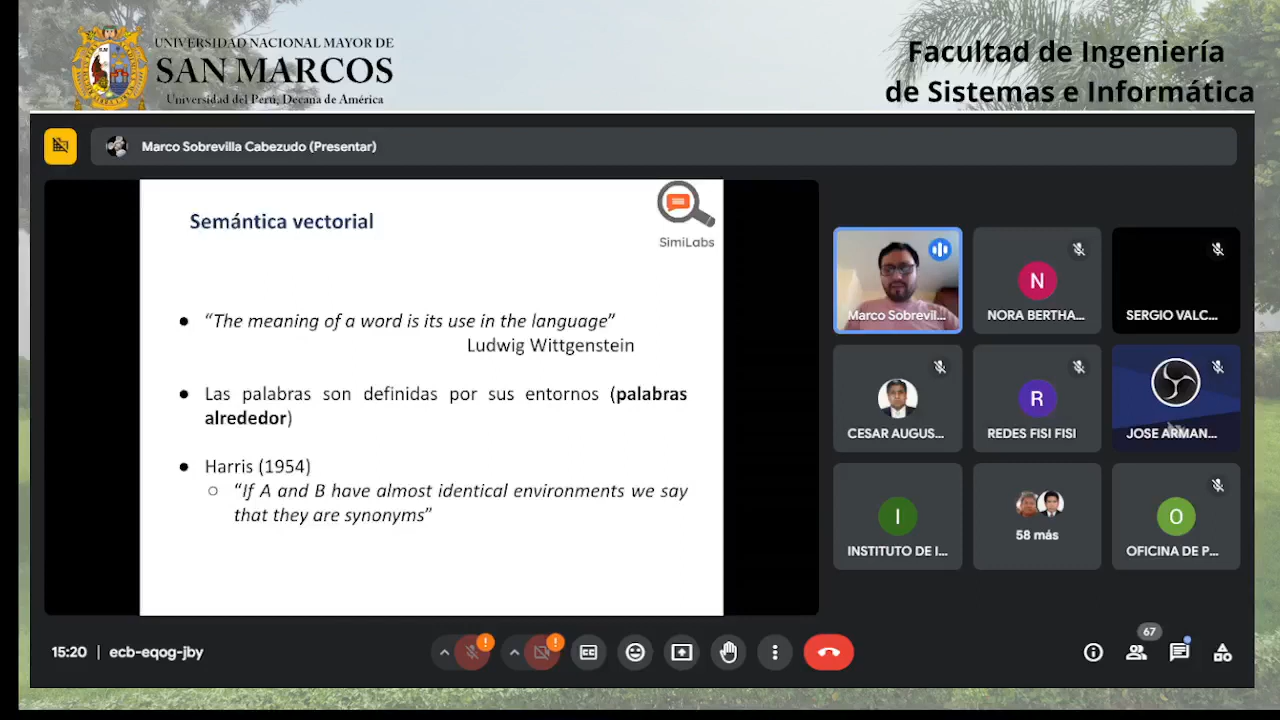 UNIVERSIDAD NACIONAL MAYOR DE
SAN MARCOS
Universidad del Perú, Decana de América
Facultad de Ingeniería
de Sistemas e Informática
Marco Sobrevilla Cabezudo (Presentar)
Semántica vectorial
SimiLabs
● “The meaning of a word is its use in the language”
Ludwig Wittgenstein
● Las palabras son definidas por sus entornos (palabras
alrededor)
● Harris (1954)
○ “If A and B have almost identical environments we say
that they are synonyms”
Marco Sobrevil...
N
NORA BERTHA...
SERGIO VALC...
CESAR AUGUS...
R
REDES FISI FISI
JOSE ARMAN...
I
INSTITUTO DE I...
58 más
O
OFICINA DE P...
15:20 | ecb-eqog-jby
67